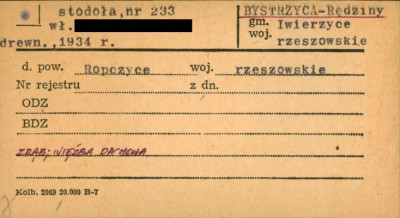 stodoła, nr 233
wł.
drewn., 1934 r.
BYSTRZYCA-Rędziny
gm. Iwierzyce
woj. rzeszowskie
d. pow. Ropczyce woj. rzeszowskie
Nr rejestru z dn.
ODZ
BDZ
ZRĄB, WIĘŹBA DACHOWA
Kolb. 2069 20.000 B-7